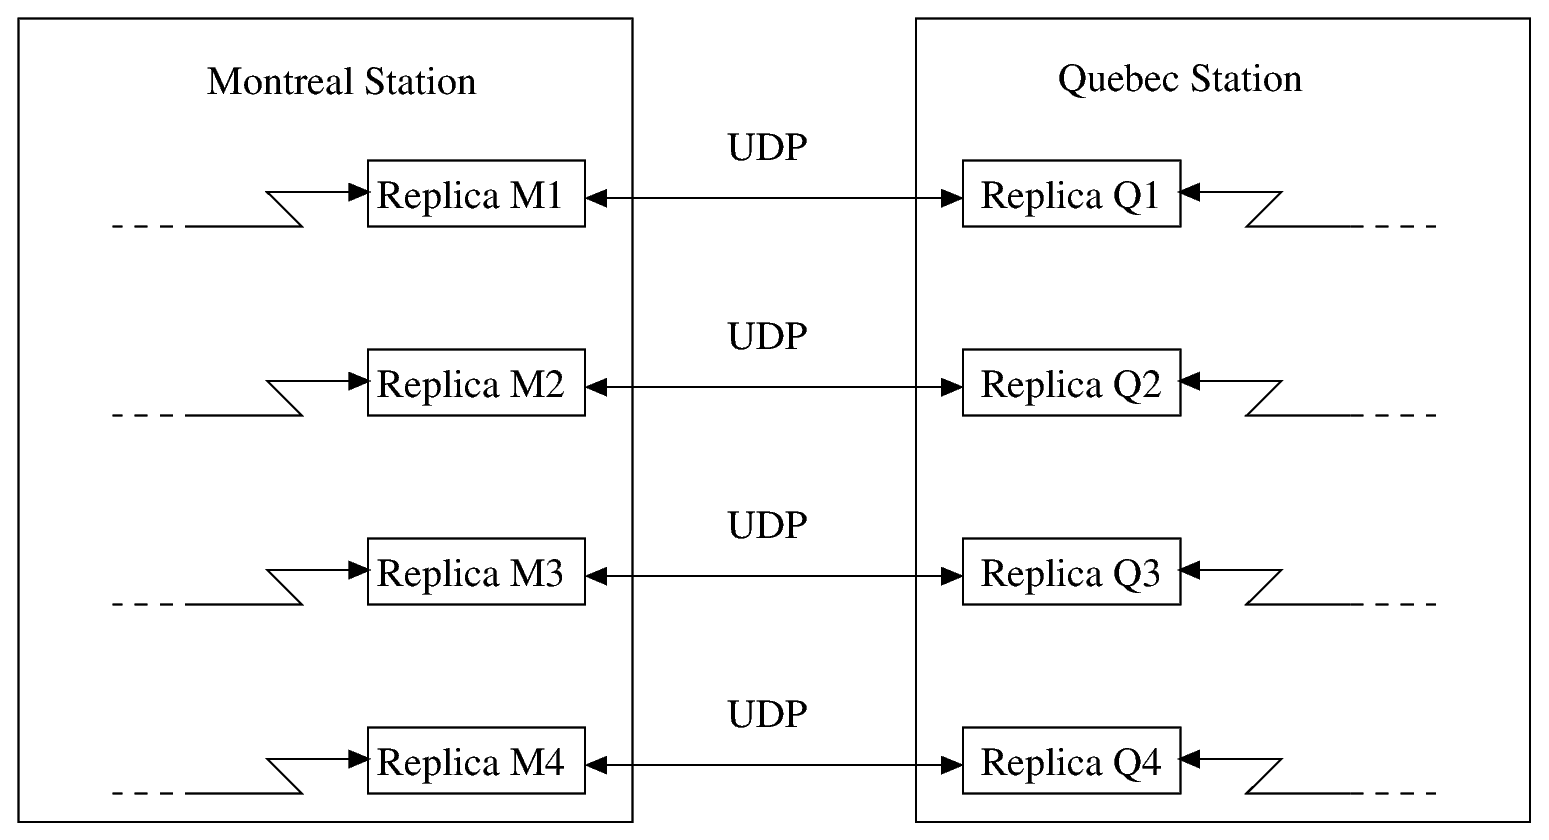 Montreal Station
Quebec Station
UDP
Replica M1
Replica Q1
UDP
Replica M2
Replica Q2
UDP
Replica M3
Replica Q3
UDP
Replica M4
Replica Q4